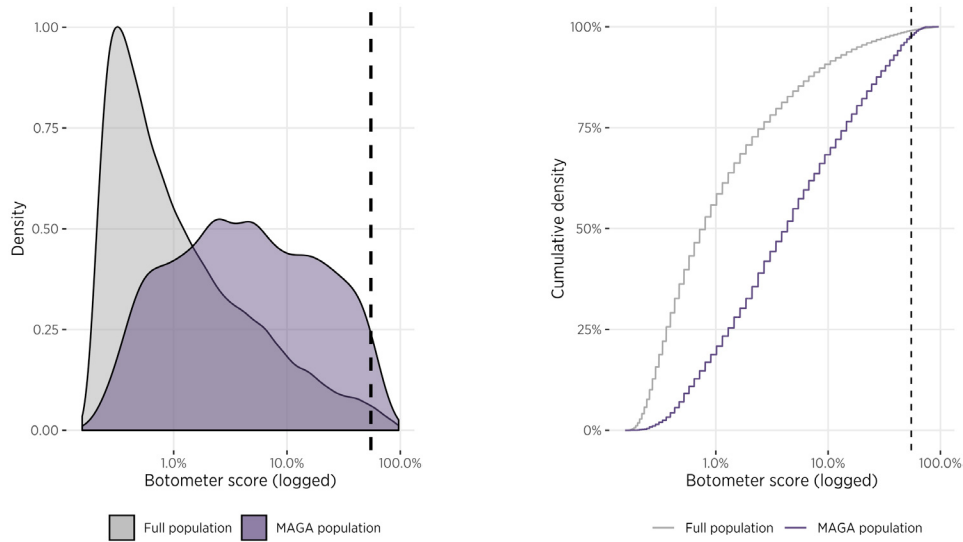 1.00
0.75
0.50
0.25
0.00
Density
1.0%
10.0%
100.0%
Botometer score (logged)
Full population
MAGA population
100%
75%
50%
25%
0%
Cumulative density
1.0%
10.0%
100.0%
Botometer score (logged)
Full population
MAGA population